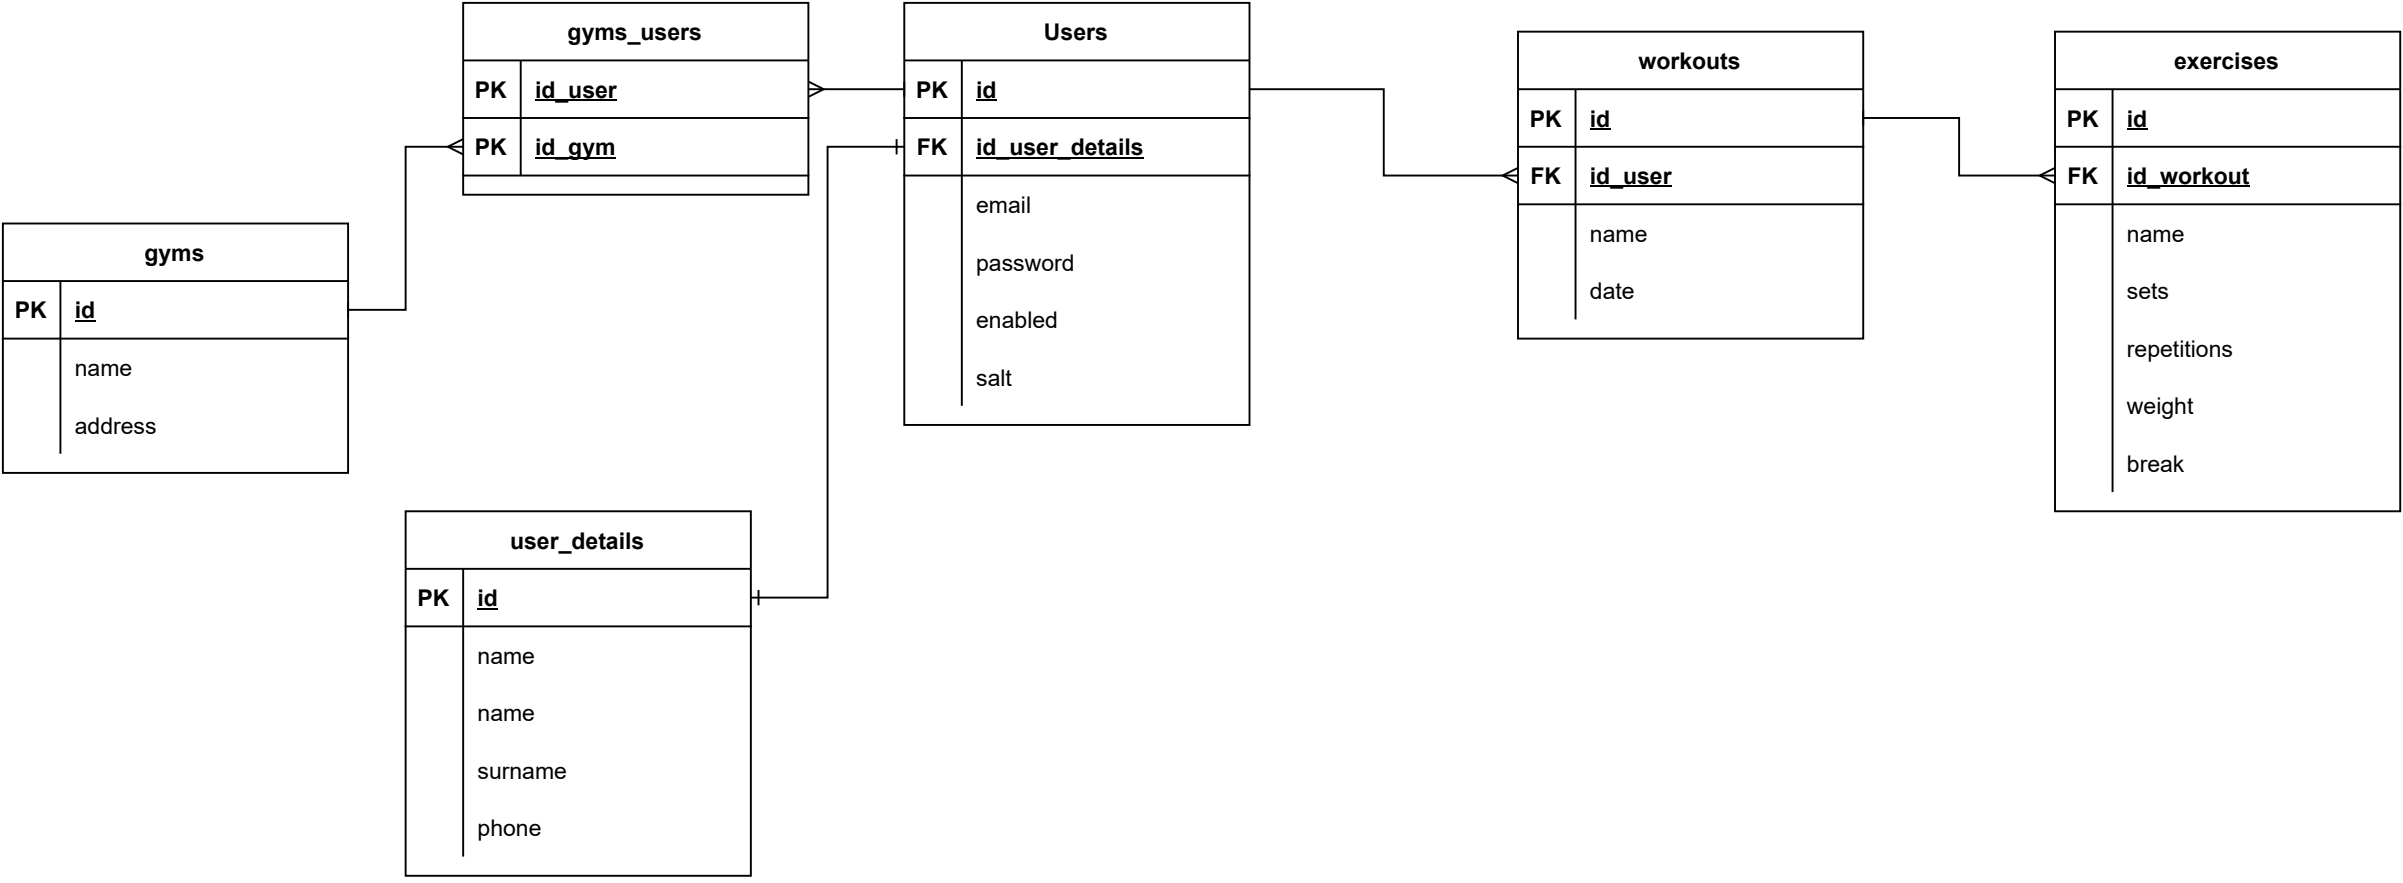 gyms_users
PK id_user
PK id_gym
Users
PK id
FK id_user_details
email
password
enabled
salt
workouts
PK id
FK id_user
name
date
exercises
PK id
FK id_workout
name
sets
repetitions
weight
break
gyms
PK id
name
address
user_details
PK id
name
name
surname
phone